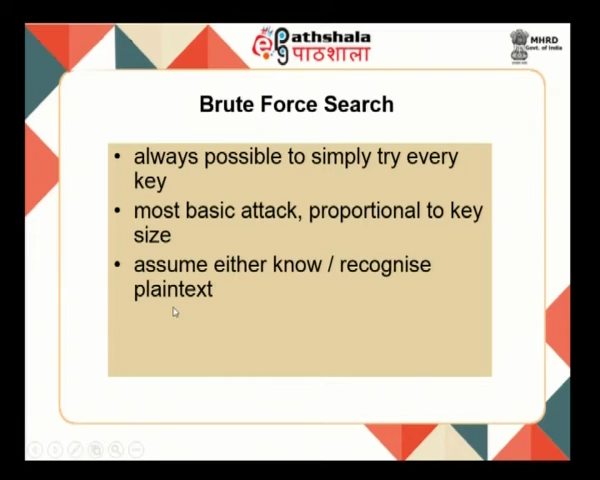 epathshala
पाठशाला
MHRD
Govt. of India
Brute Force Search
• always possible to simply try every
key
• most basic attack, proportional to key
size
• assume either know / recognise
plaintext